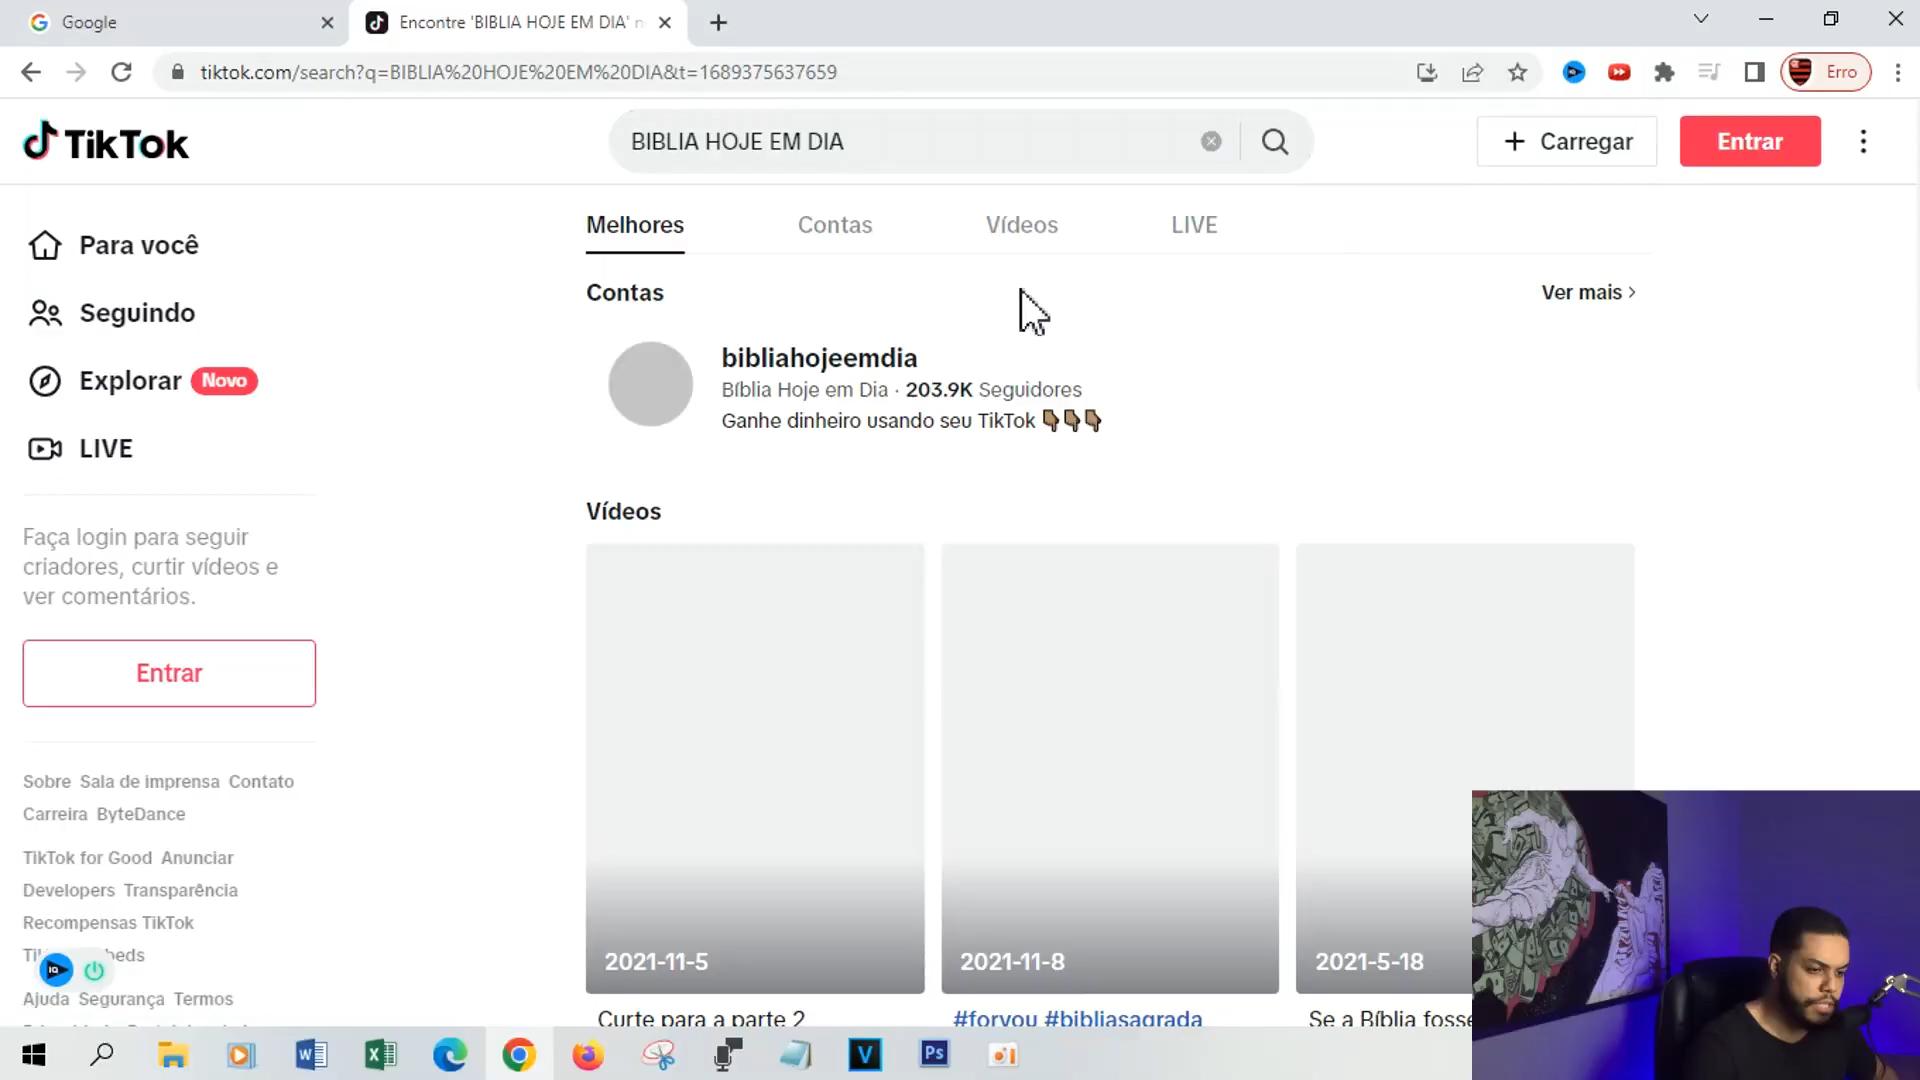 Google
Encontre 'BIBLIA HOJE EM DIA'
tiktok.com/search?q=BIBLIA%20HOJE%20EM%20DIA&t=1689375637659
Erro
TikTok
BIBLIA HOJE EM DIA
Carregar
Entrar
Para você
Seguindo
Explorar Novo
LIVE
Faça login para seguir
criadores, curtir vídeos e
ver comentários.
Entrar
Sobre Sala de imprensa Contato
Carreira ByteDance
TikTok for Good Anunciar
Developers Transparência
Recompensas TikTok
Ajuda Segurança Termos
Melhores Contas Vídeos LIVE
Contas
Ver mais
bibliahojeemdia
Bíblia Hoje em Dia · 203.9K Seguidores
Ganhe dinheiro usando seu TikTok 👇🏾👇🏾👇🏾
Vídeos
2021-11-5
2021-11-8
2021-5-18
Curte para a parte 2
#foryou #bibliasagrada
Se a Bíblia fosse